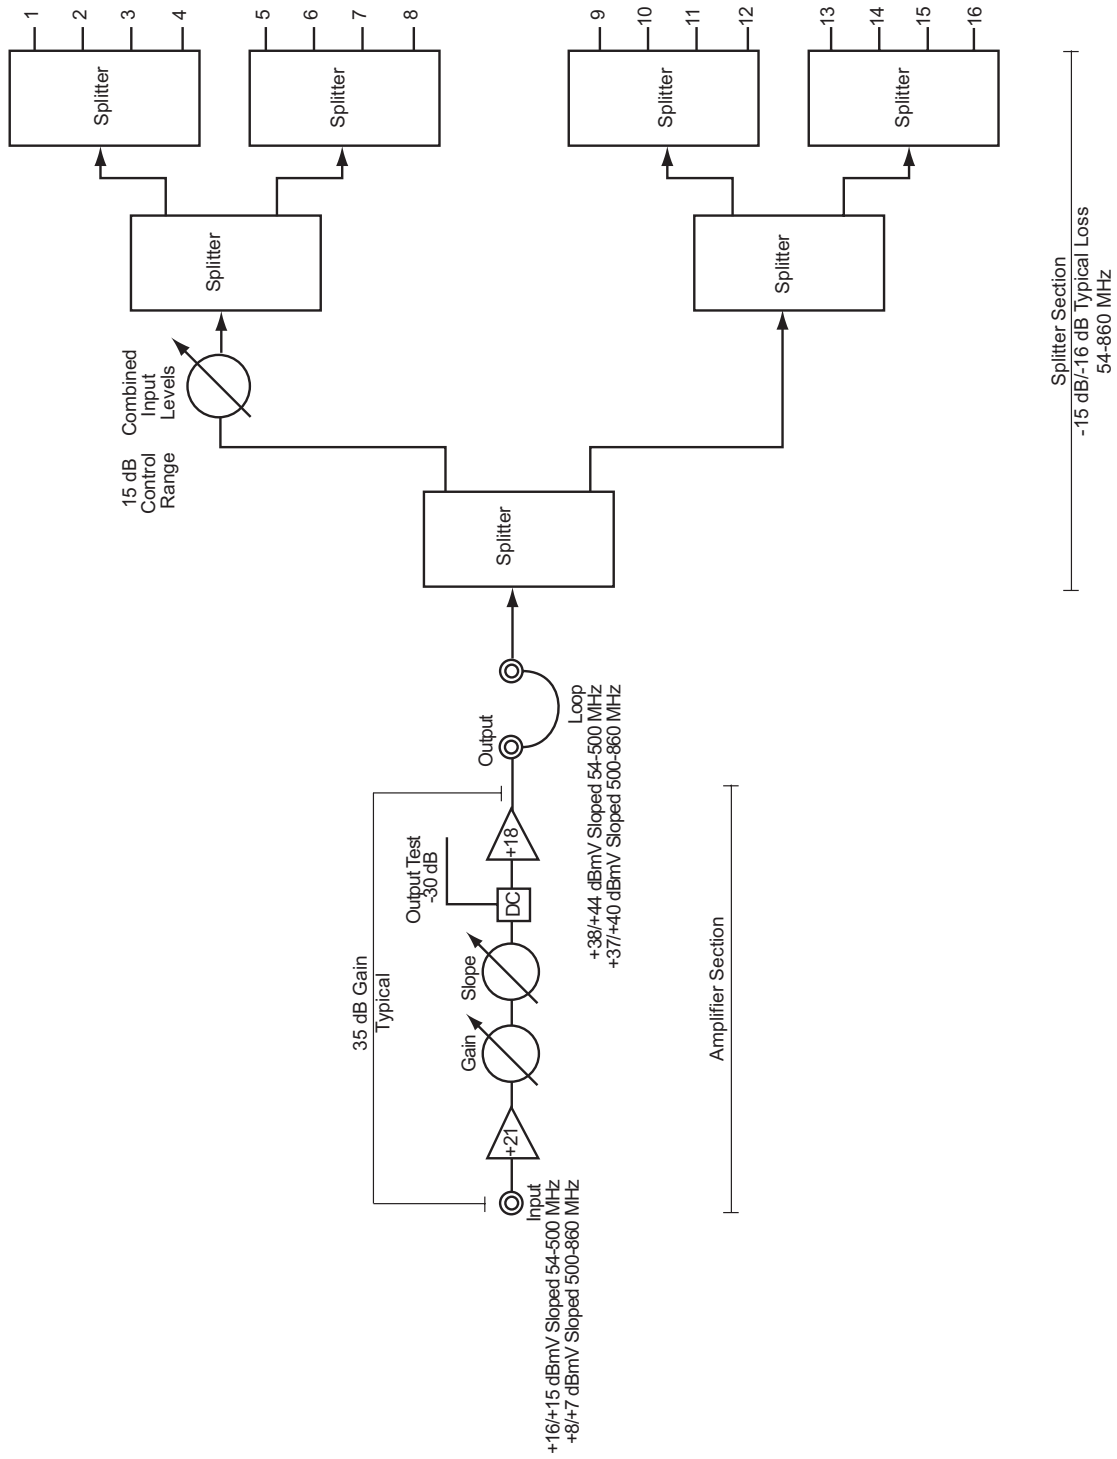 +16/+15 dBmV Sloped 54-500 MHz
+8/+7 dBmV Sloped 500-860 MHz
Input
+21
Gain
Slope
DC
Output Test
-30 dB
+18
35 dB Gain
Typical
Output
Loop
+38/+44 dBmV Sloped 54-500 MHz
+37/+40 dBmV Sloped 500-860 MHz
Amplifier Section
Splitter
15 dB
Control
Range
Combined
Input
Levels
Splitter
Splitter
Splitter
Splitter
Splitter
Splitter
1
2
3
4
5
6
7
8
9
10
11
12
13
14
15
16
Splitter Section
-15 dB/-16 dB Typical Loss
54-860 MHz